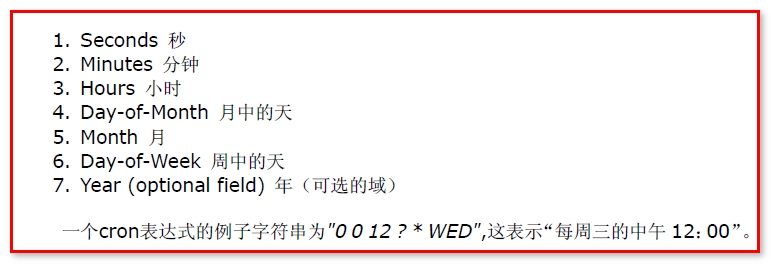 1. Seconds 秒
2. Minutes 分钟
3. Hours 小时
4. Day-of-Month 月中的天
5. Month 月
6. Day-of-Week 周中的天
7. Year (optional field) 年（可选的域）
一个cron表达式的例子字符串为"0 0 12 ? * WED",这表示“每周三的中午 12：00”。